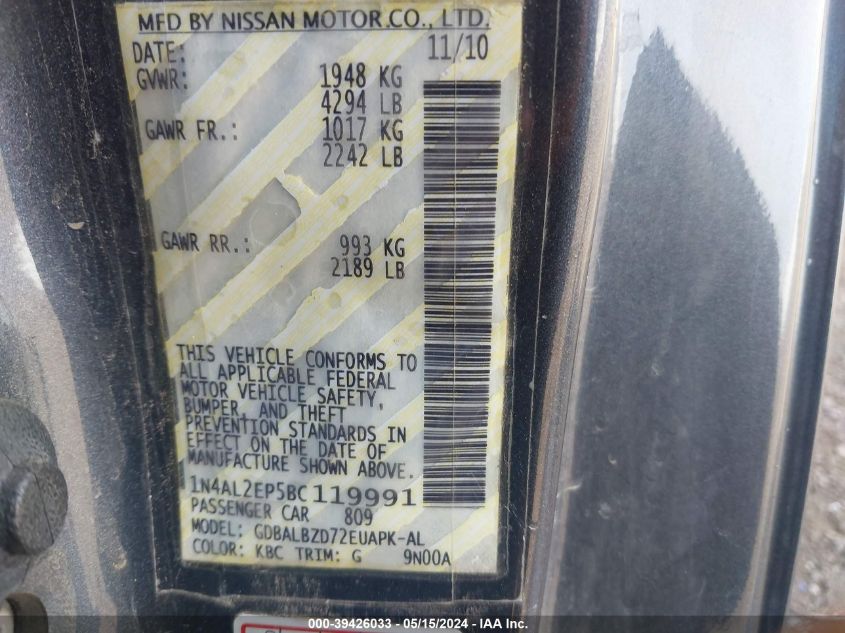 MFD BY NISSAN MOTOR.CO., LTD.
DATE: 11/10
GVWR: 1948 KG
4294 LB
GAWR FR.: 1017 KG
2242 LB
GAWR RR.: 993 KG
2189 LB
THIS VEHICLE CONFORMS TO
ALL APPLICABLE FEDERAL
MOTOR VEHICLE SAFETY,
BUMPER, AND THEFT
PREVENTION STANDARDS IN
EFFECT ON THE DATE OF
MANUFACTURE SHOWN ABOVE.
1N4AL2EP5BC119991
PASSENGER CAR 809
MODEL: GDBALBZD72EUAPK-AL
COLOR: KBC TRIM: G 9N00A
000-39426033 / 05/15/2024 / IAA Inc.